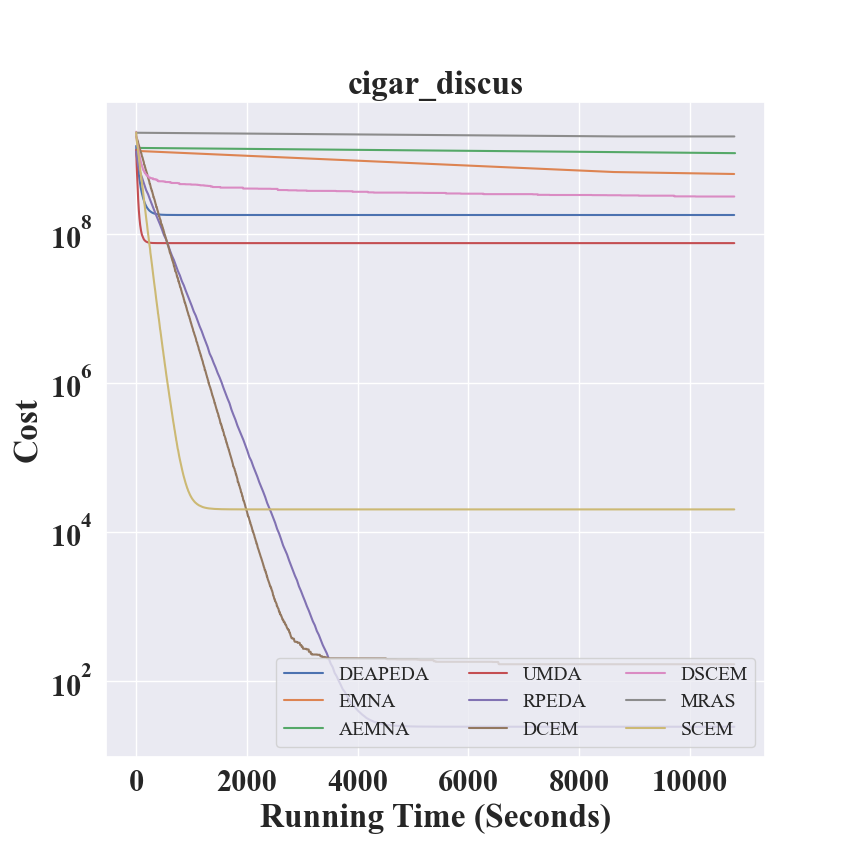 cigar_discus
Cost
10^8
10^6
10^4
10^2
DEAPEDA UMDA DSCEM
EMNA RPEDA MRAS
AEMNA DCEM SCEM
0 2000 4000 6000 8000 10000
Running Time (Seconds)